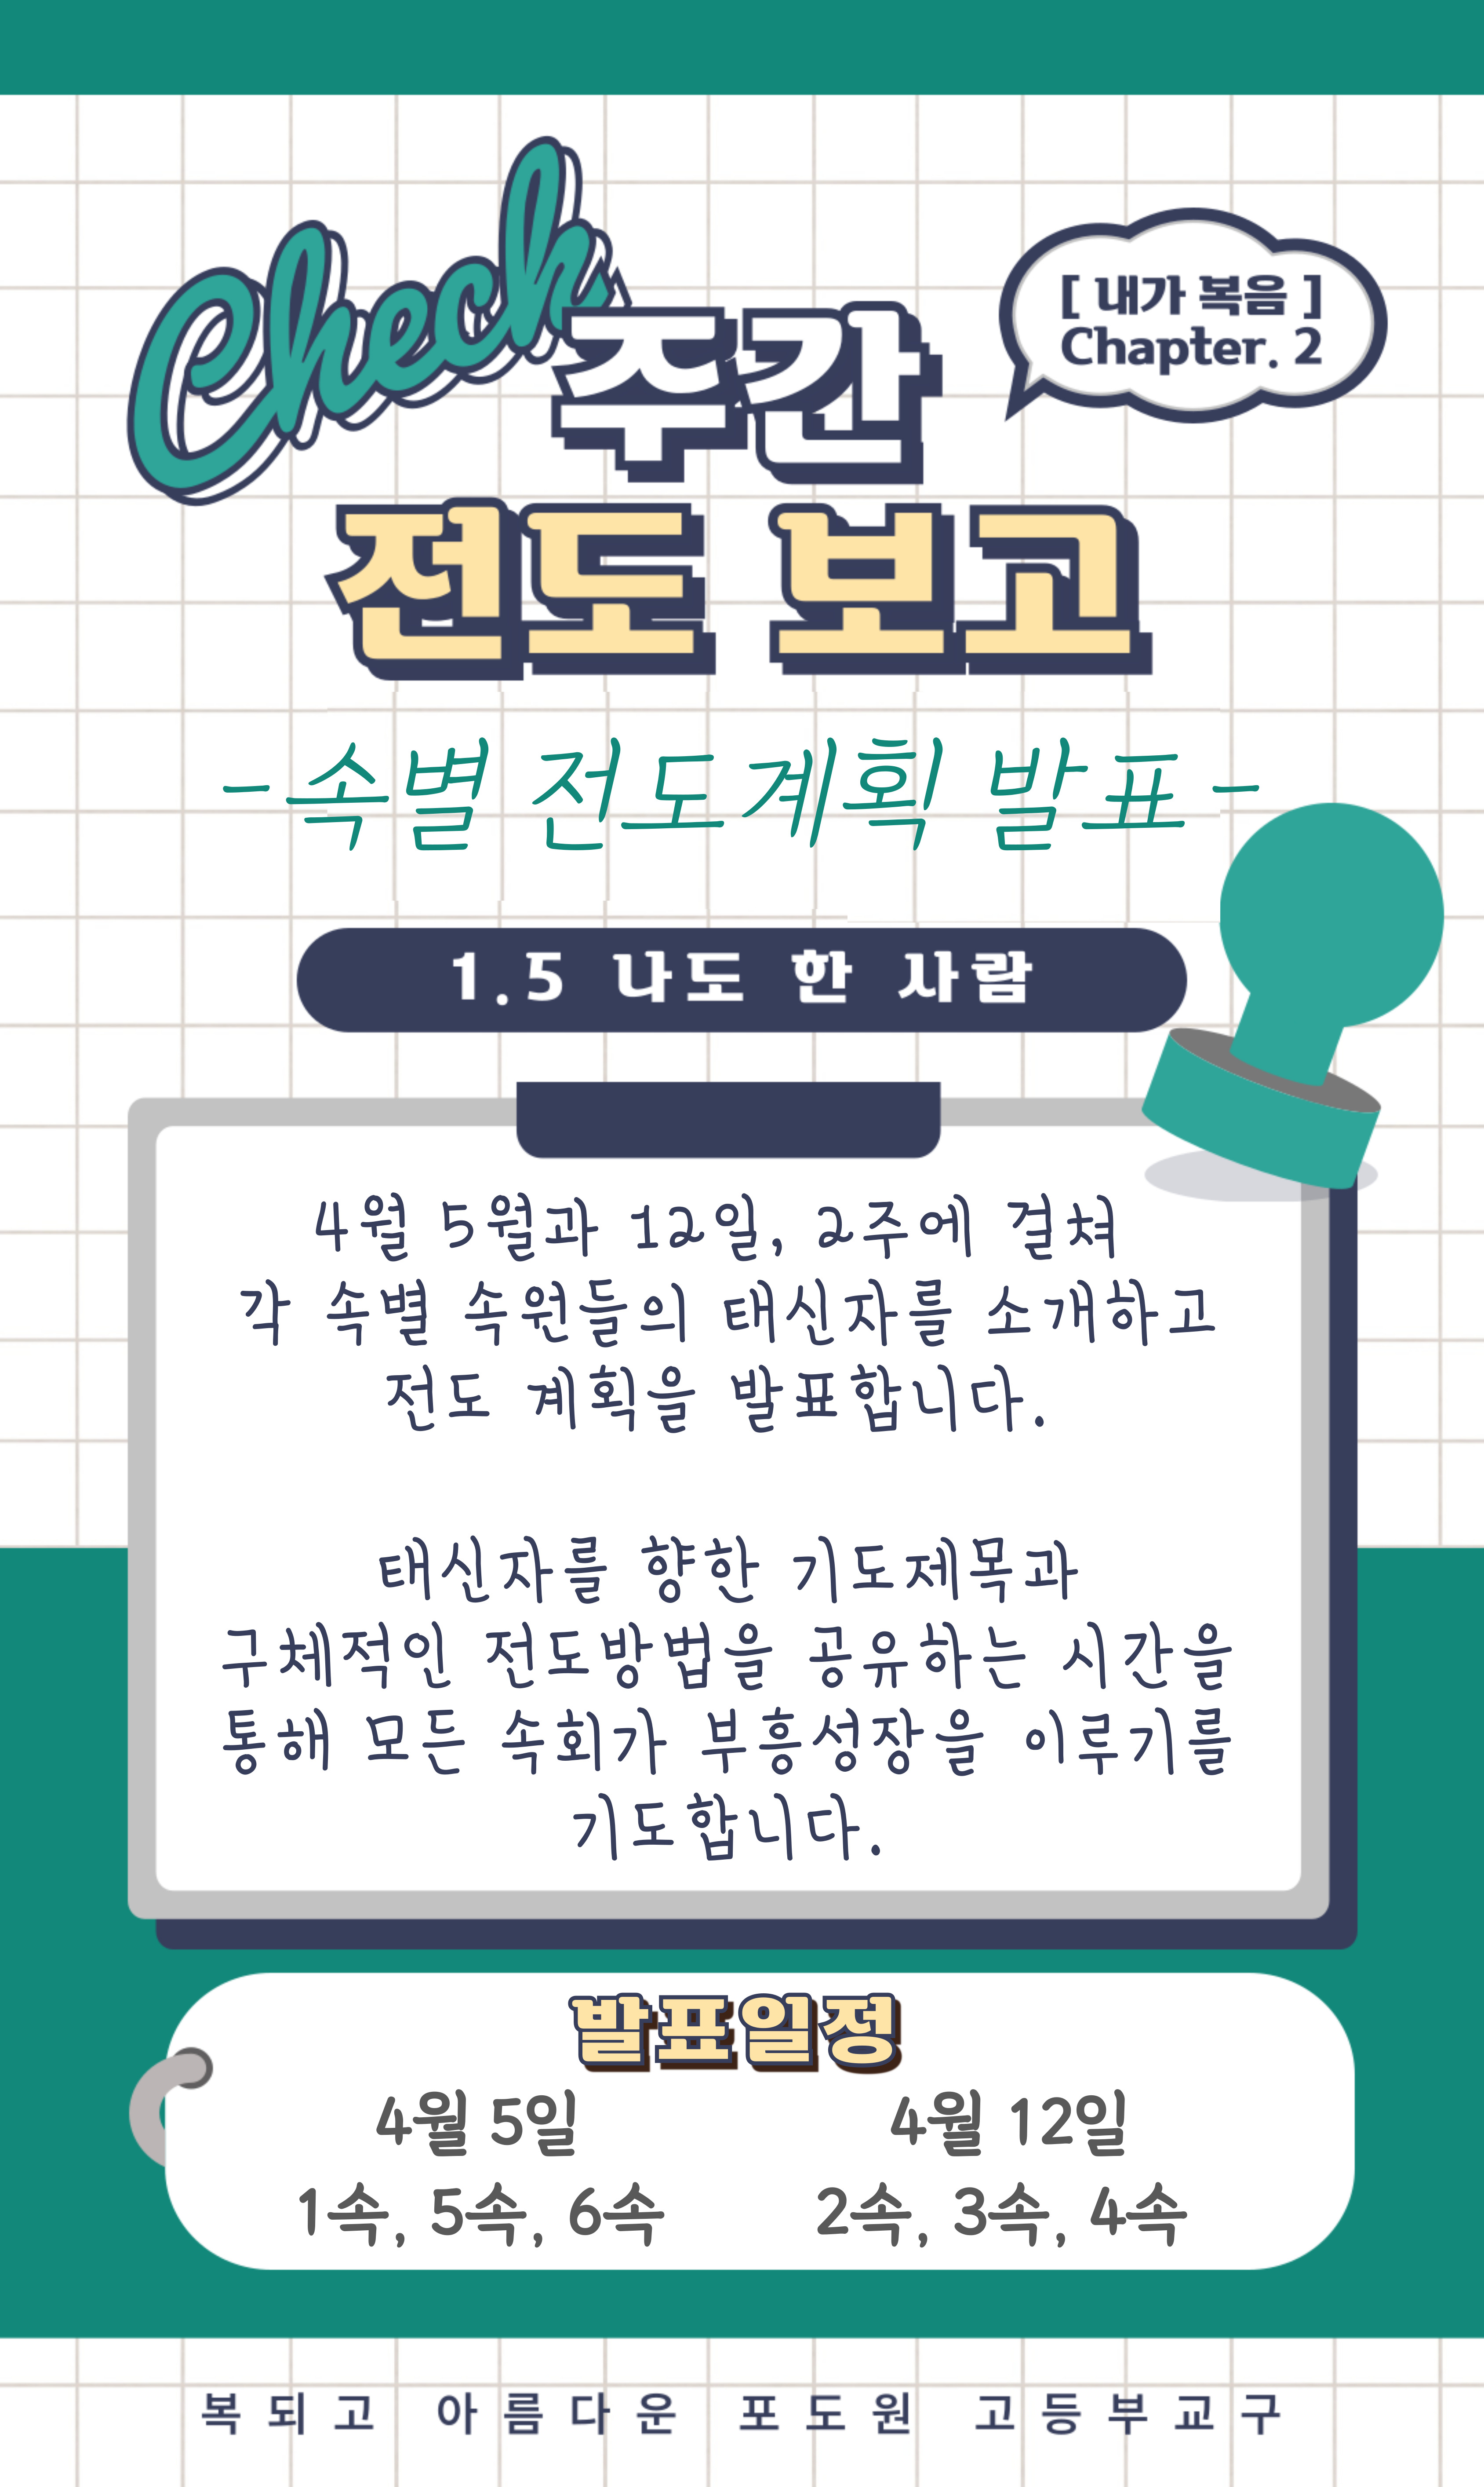 Check 주간
[ 내가 복음 ]
Chapter. 2
전도 보고
-속별 전도계획 발표-
1.5 나도 한 사람
4월 5월과 12일, 2주에 걸쳐
각 속별 속원들의 태신자를 소개하고
전도 계획을 발표합니다.
태신자를 향한 기도제목과
구체적인 전도방법을 공유하는 시간을
통해 모든 속회가 부흥성장을 이루기를
기도합니다.
발표일정
4월 5일
1속, 5속, 6속
4월 12일
2속, 3속, 4속
복되고 아름다운 포도원 고등부교구